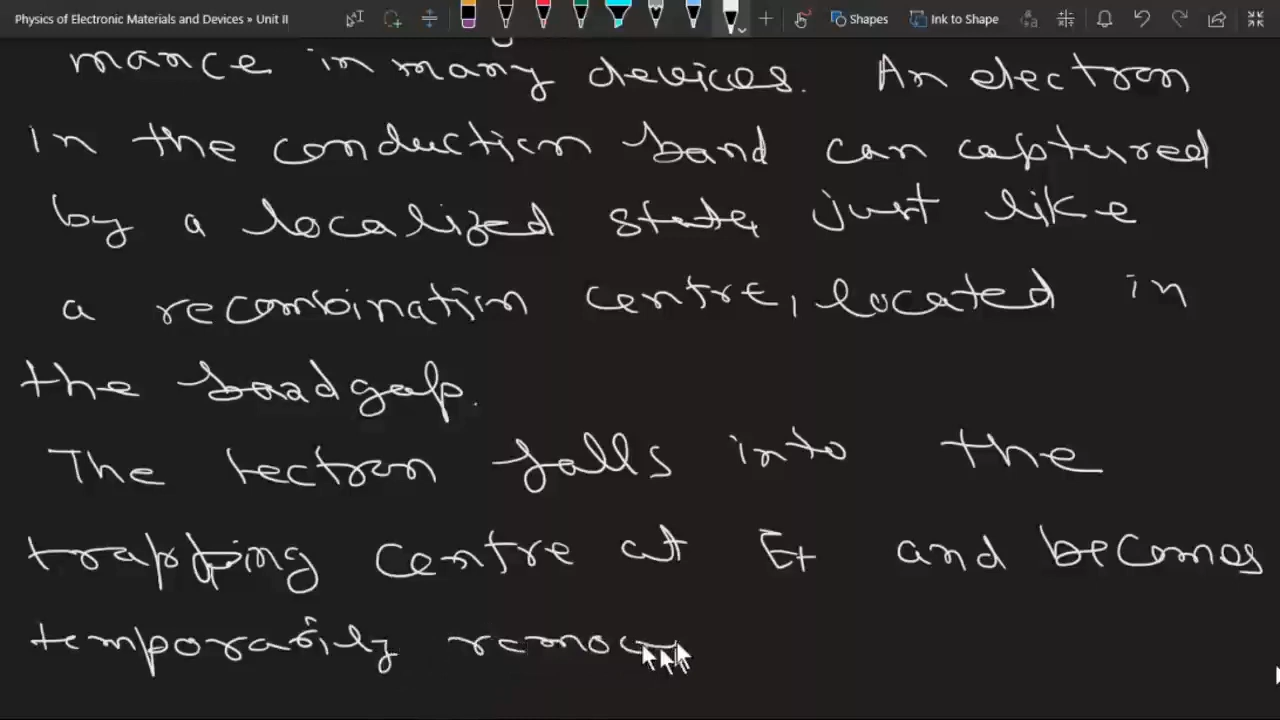 Physics of Electronic Materials and Devices » Unit II
Shapes
Ink to Shape
mance in many devices. An electron
in the conduction band can captured
by a localized state, just like
a recombination centre, located in
the bandgap.
The lectron falls into the
trapping centre at Et and becomes
temporarily remov